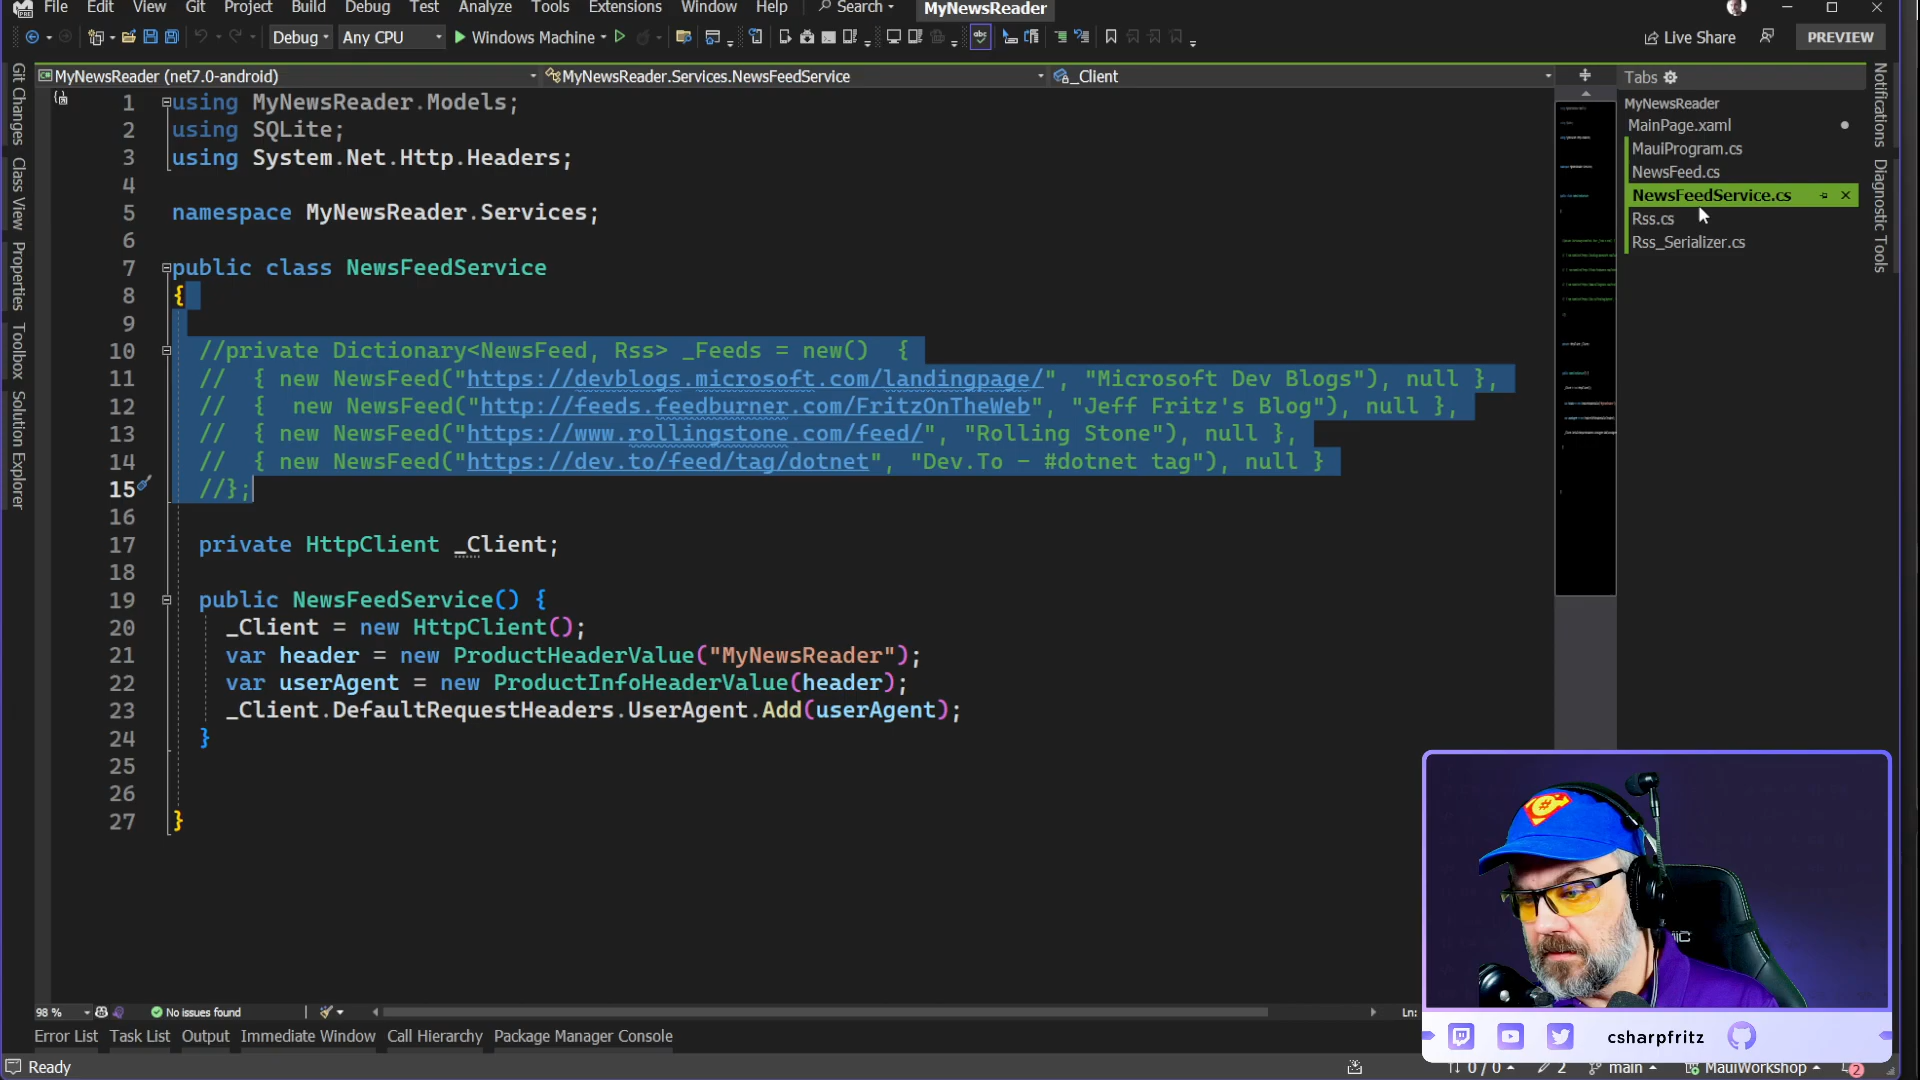 File Edit View Git Project Build Debug Test Analyze Tools Extensions Window Help Search MyNewsReader
Debug Any CPU Windows Machine Live Share PREVIEW
MyNewsReader (net7.0-android) MyNewsReader.Services.NewsFeedService _Client
Git Changes
Class View
Properties
Toolbox
Solution Explorer
1 using MyNewsReader.Models;
2 using SQLite;
3 using System.Net.Http.Headers;
4
5 namespace MyNewsReader.Services;
6
7 public class NewsFeedService
8 {
9
10 //private Dictionary<NewsFeed, Rss> _Feeds = new()  {
11 //  { new NewsFeed("https://devblogs.microsoft.com/landingpage/", "Microsoft Dev Blogs"), null },
12 //  {  new NewsFeed("http://feeds.feedburner.com/FritzOnTheWeb", "Jeff Fritz's Blog"), null },
13 //  { new NewsFeed("https://www.rollingstone.com/feed/", "Rolling Stone"), null },
14 //  { new NewsFeed("https://dev.to/feed/tag/dotnet", "Dev.To - #dotnet tag"), null }
15 //};
16
17 private HttpClient _Client;
18
19 public NewsFeedService() {
20 _Client = new HttpClient();
21 var header = new ProductHeaderValue("MyNewsReader");
22 var userAgent = new ProductInfoHeaderValue(header);
23 _Client.DefaultRequestHeaders.UserAgent.Add(userAgent);
24 }
25
26
27 }
Tabs
MyNewsReader
MainPage.xaml
MauiProgram.cs
NewsFeed.cs
NewsFeedService.cs
Rss.cs
Rss_Serializer.cs
Notifications
Diagnostic Tools
98 % No issues found Ln:
Error List Task List Output Immediate Window Call Hierarchy Package Manager Console
csharpfritz
Ready 0 / 0 2 main MauiWorkshop 2